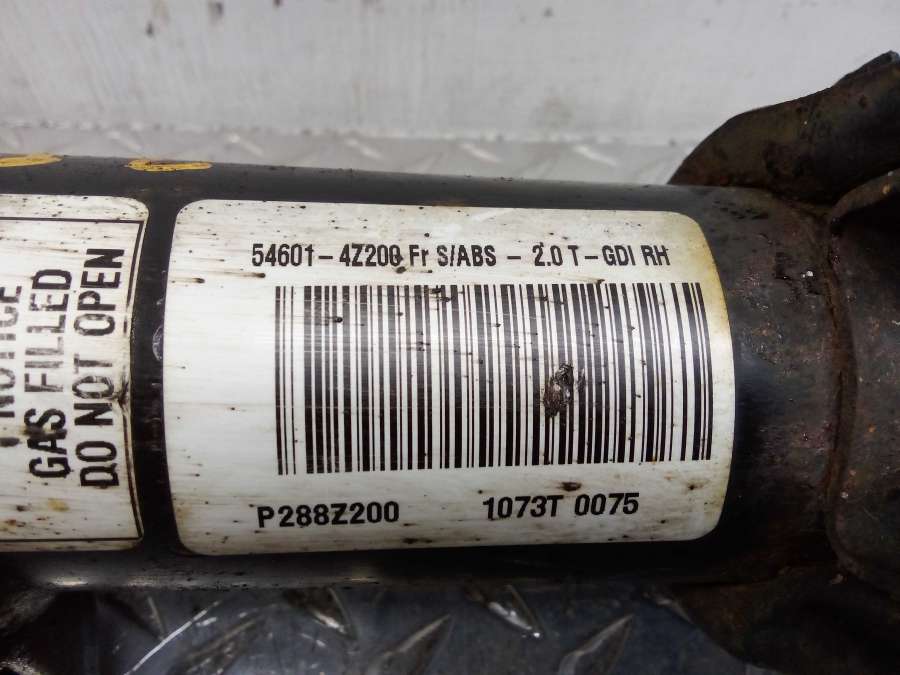 NOTICE
GAS FILLED
DO NOT OPEN
54601-4Z200 Fr S/ABS - 2.0 T-GDI RH
P288Z200 1073T 0075